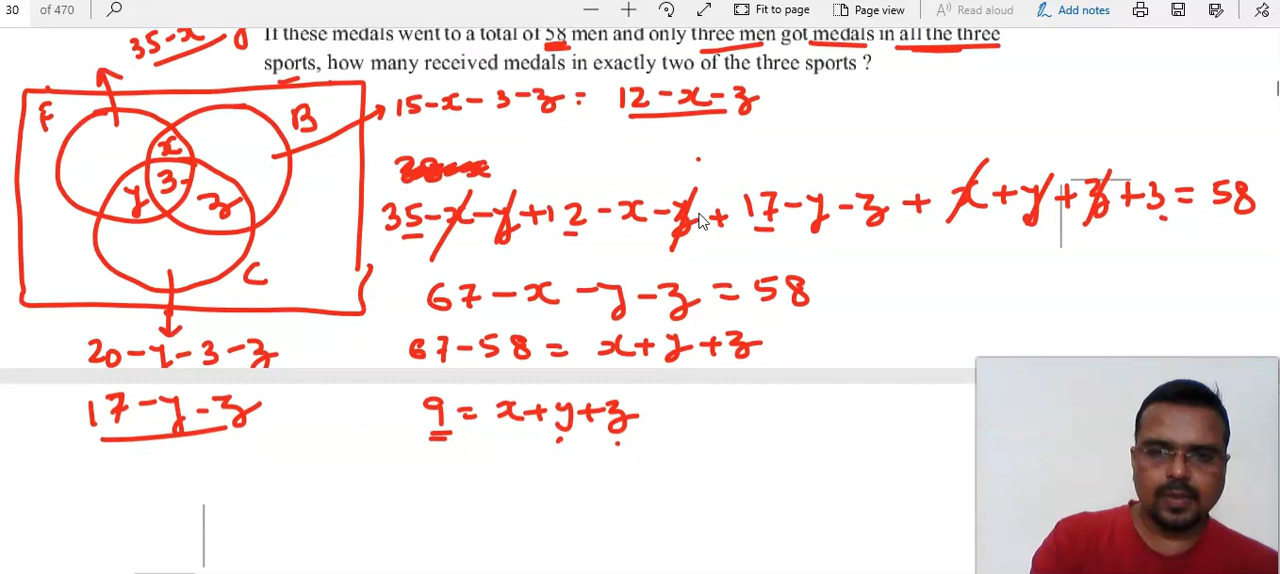 30 of 470 Fit to page Page view Read aloud Add notes
If these medals went to a total of 58 men and only three men got medals in all the three
sports, how many received medals in exactly two of the three sports ?
35-x-y
F
B
x
3
y
z
C
15-x-3-z = 12-x-z
35-x-y+12-x-z+17-y-z+x+y+z+3=58
67-x-y-z=58
20-y-3-z
67-58= x+y+z
17-y-z
9= x+y+z